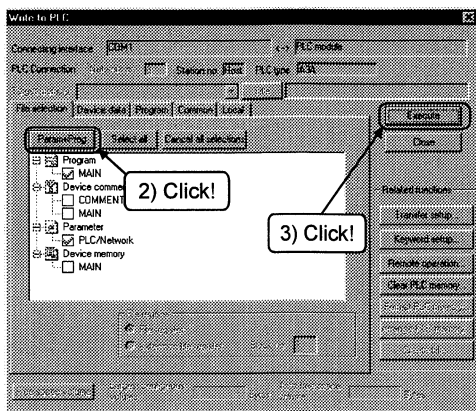 Write to PLC
Connecting interface COM1 <--> PLC module
PLC Connection Station no. Host PLC type A3A
File selection Device data Program Common Local
Param+Prog Select all Cancel all selections
Execute
Close
Program
MAIN
Device comment
COMMENT
MAIN
Parameter
PLC/Network
Device memory
MAIN
2) Click!
3) Click!
Related functions
Transfer setup...
Keyword setup...
Remote operation...
Clear PLC memory...